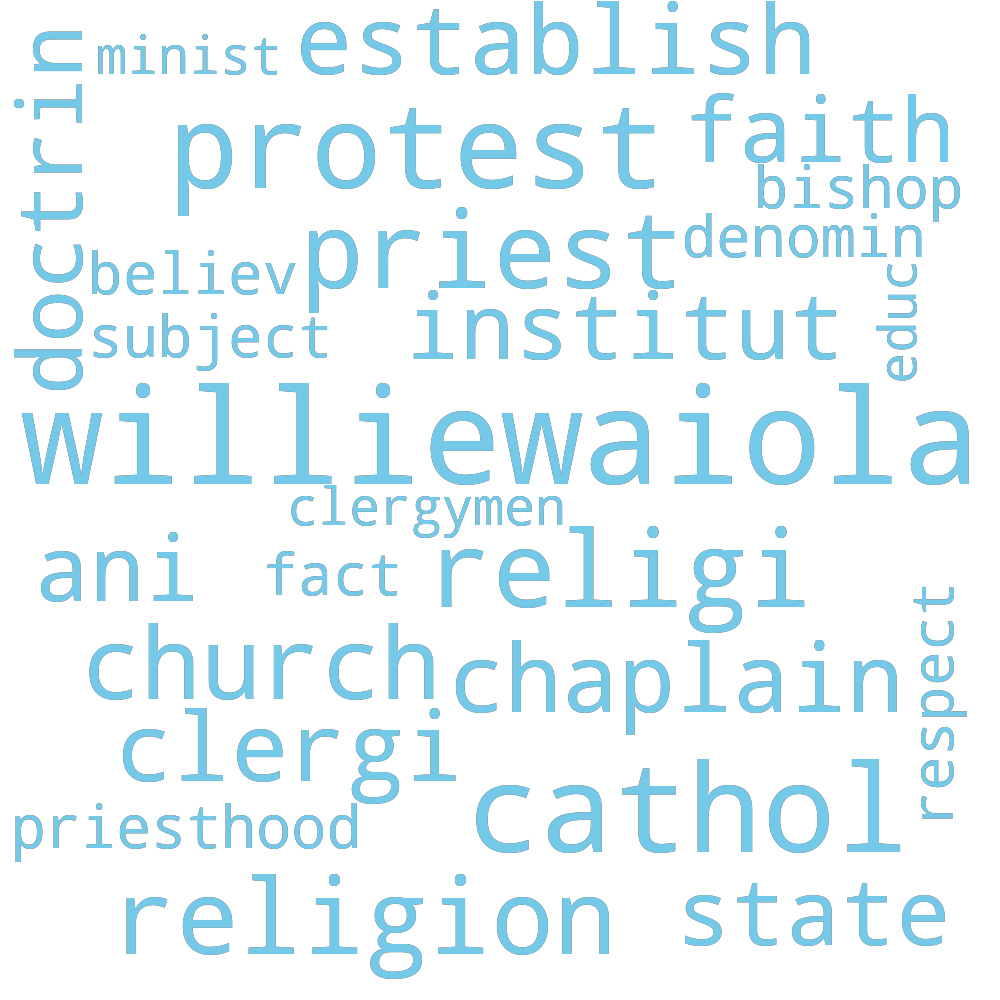 minist establish
doctrin
protest faith
bishop
priest denomin
believ
educ
subject institut
williewaiola
clergymen
ani fact religi
respect
church chaplain
clergi
cathol
priesthood
religion state